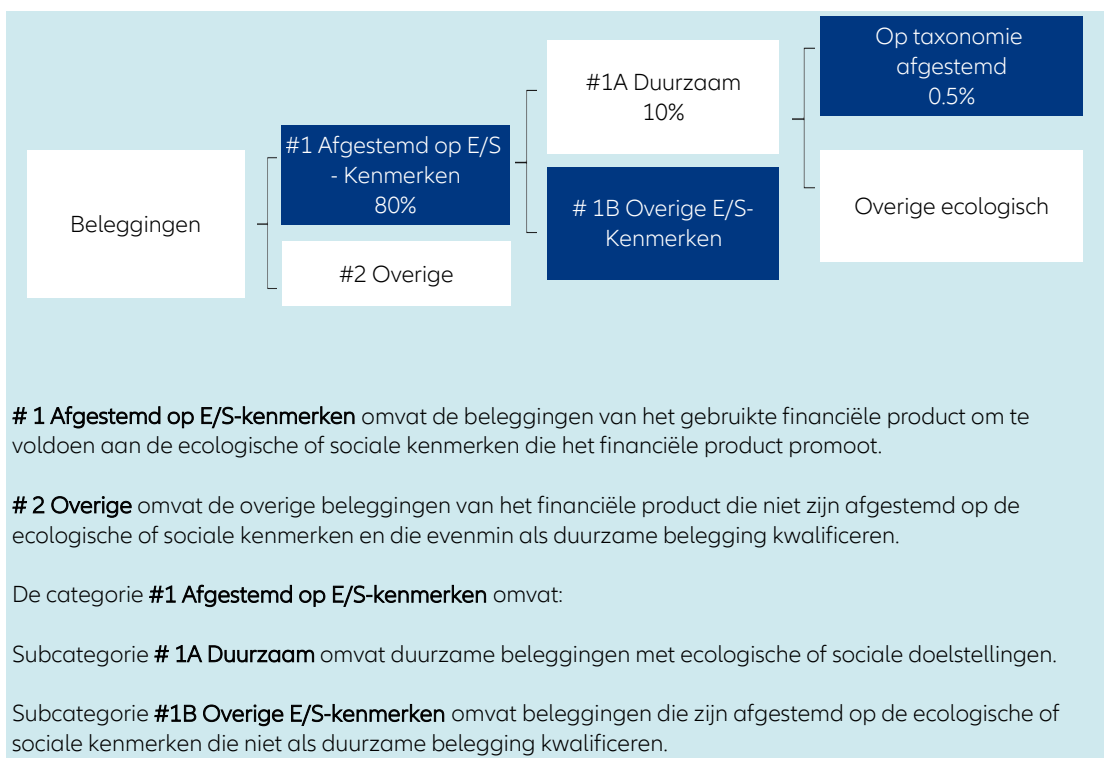 Beleggingen
#1 Afgestemd op E/S
- Kenmerken
80%
#2 Overige
#1A Duurzaam
10%
# 1B Overige E/S-
Kenmerken
Op taxonomie
afgestemd
0.5%
Overige ecologisch
# 1 Afgestemd op E/S-kenmerken omvat de beleggingen van het gebruikte financiële product om te
voldoen aan de ecologische of sociale kenmerken die het financiële product promoot.
# 2 Overige omvat de overige beleggingen van het financiële product die niet zijn afgestemd op de
ecologische of sociale kenmerken en die evenmin als duurzame belegging kwalificeren.
De categorie #1 Afgestemd op E/S-kenmerken omvat:
Subcategorie # 1A Duurzaam omvat duurzame beleggingen met ecologische of sociale doelstellingen.
Subcategorie #1B Overige E/S-kenmerken omvat beleggingen die zijn afgestemd op de ecologische of
sociale kenmerken die niet als duurzame belegging kwalificeren.